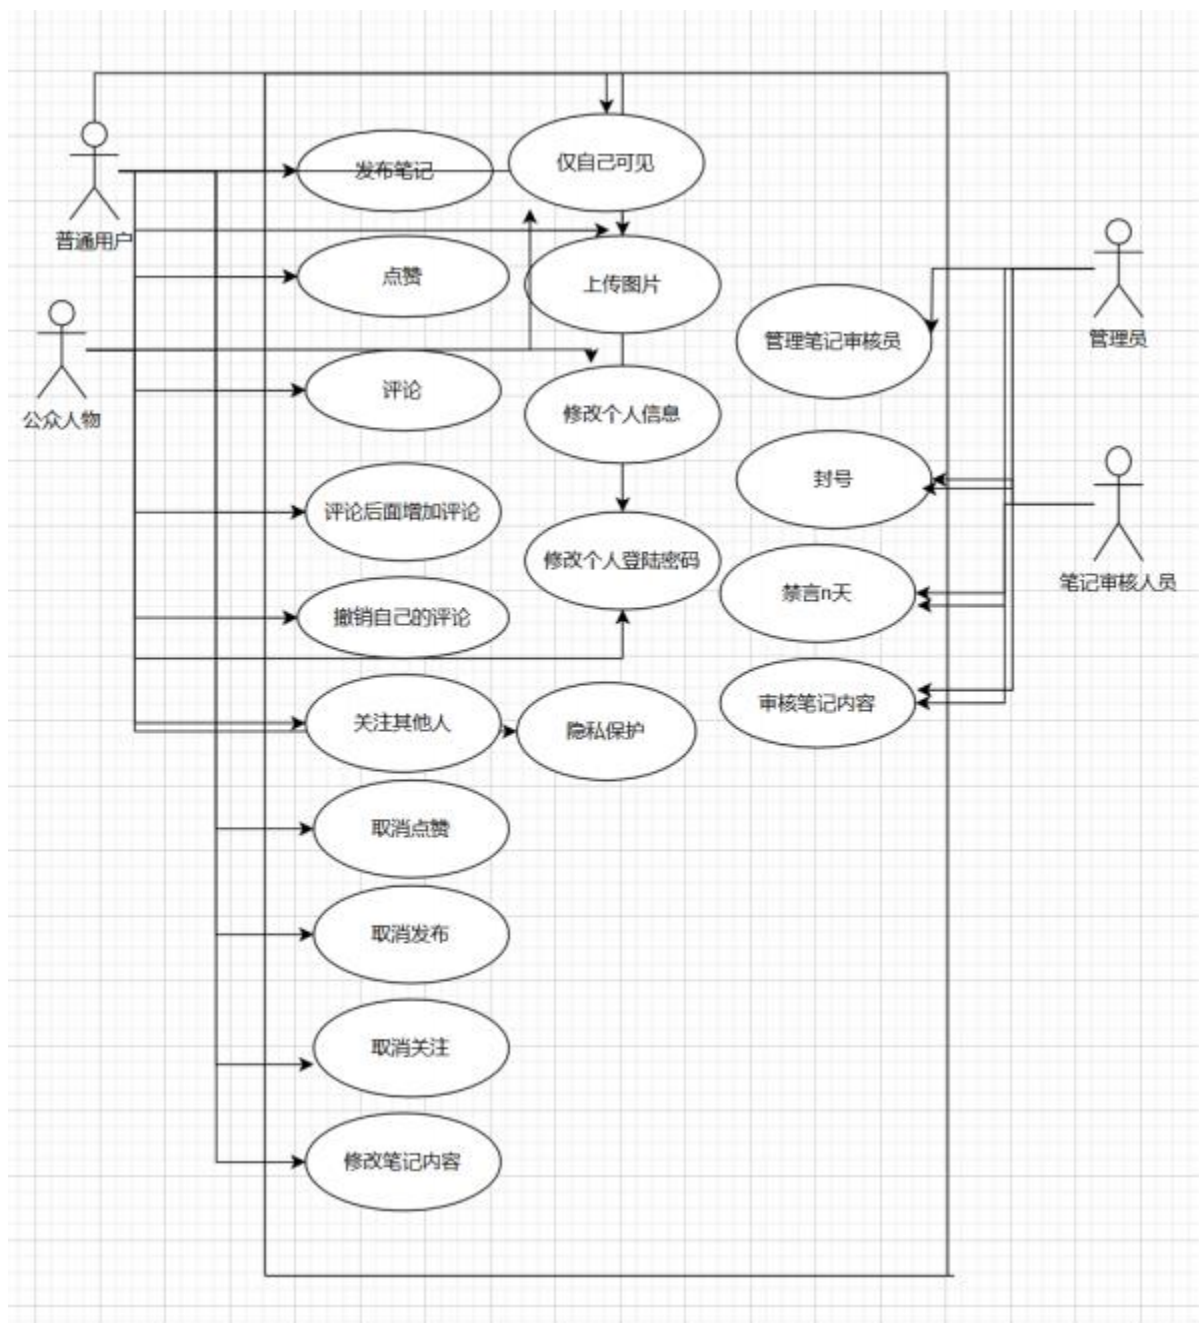 普通用户
公众人物
发布笔记
点赞
评论
评论后面增加评论
撤销自己的评论
关注其他人
取消点赞
取消发布
取消关注
修改笔记内容
仅自己可见
上传图片
修改个人信息
修改个人登陆密码
隐私保护
管理笔记审核员
封号
禁言n天
审核笔记内容
管理员
笔记审核人员